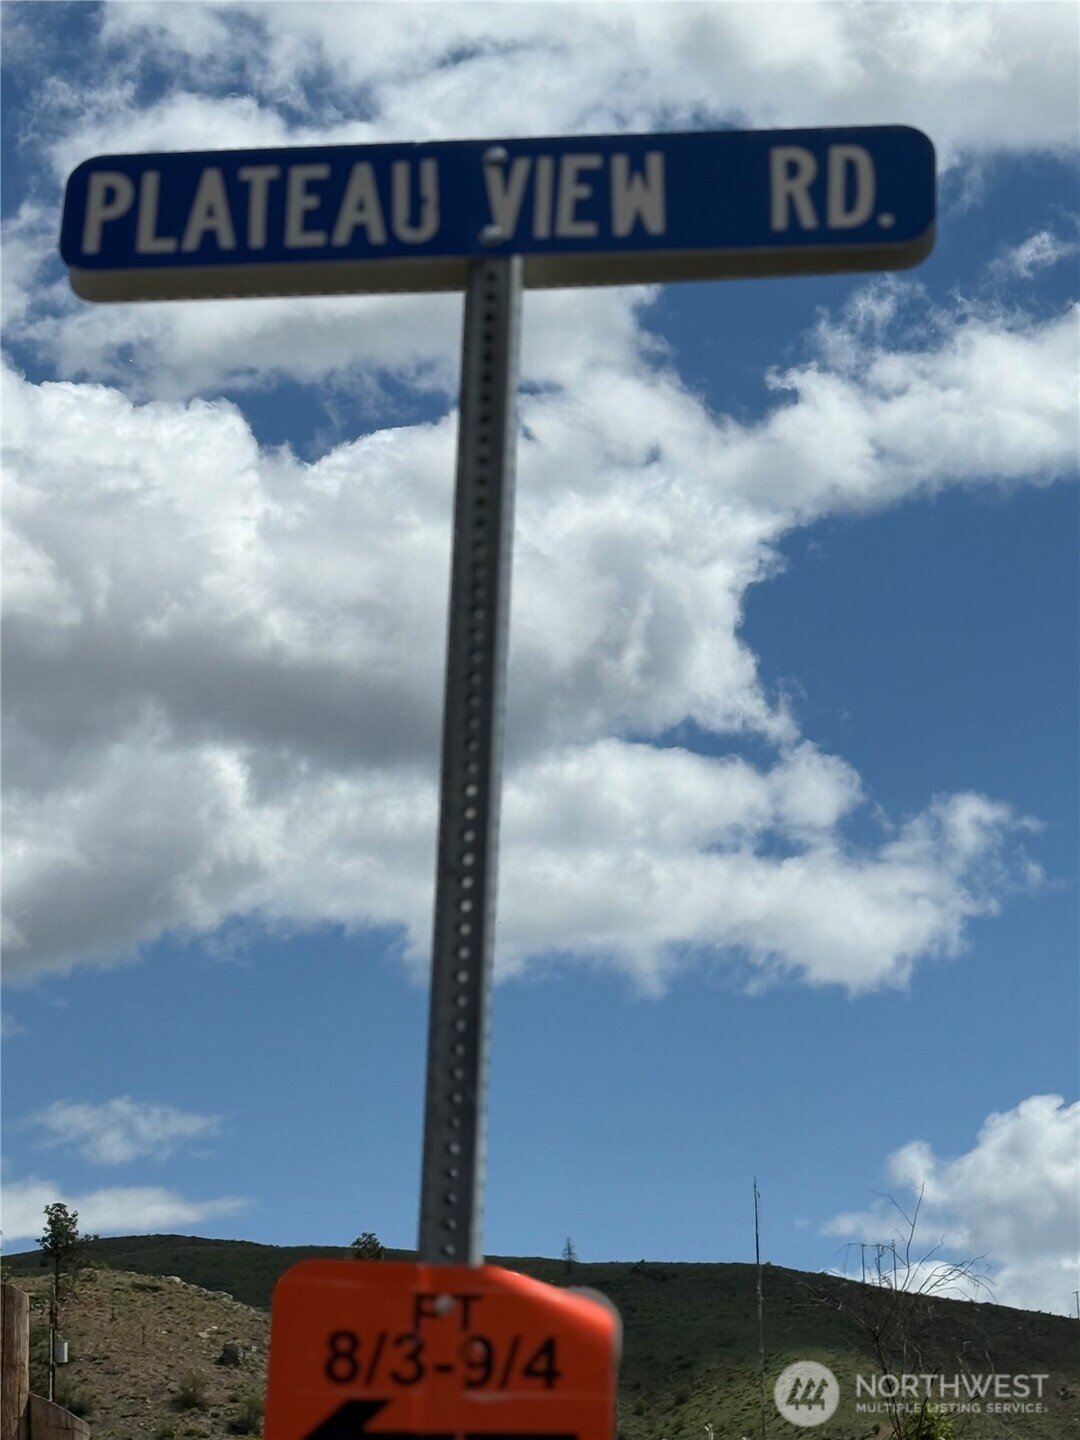 PLATEAU VIEW RD.
FT
8/3-9/4
NORTHWEST
MULTIPLE LISTING SERVICE